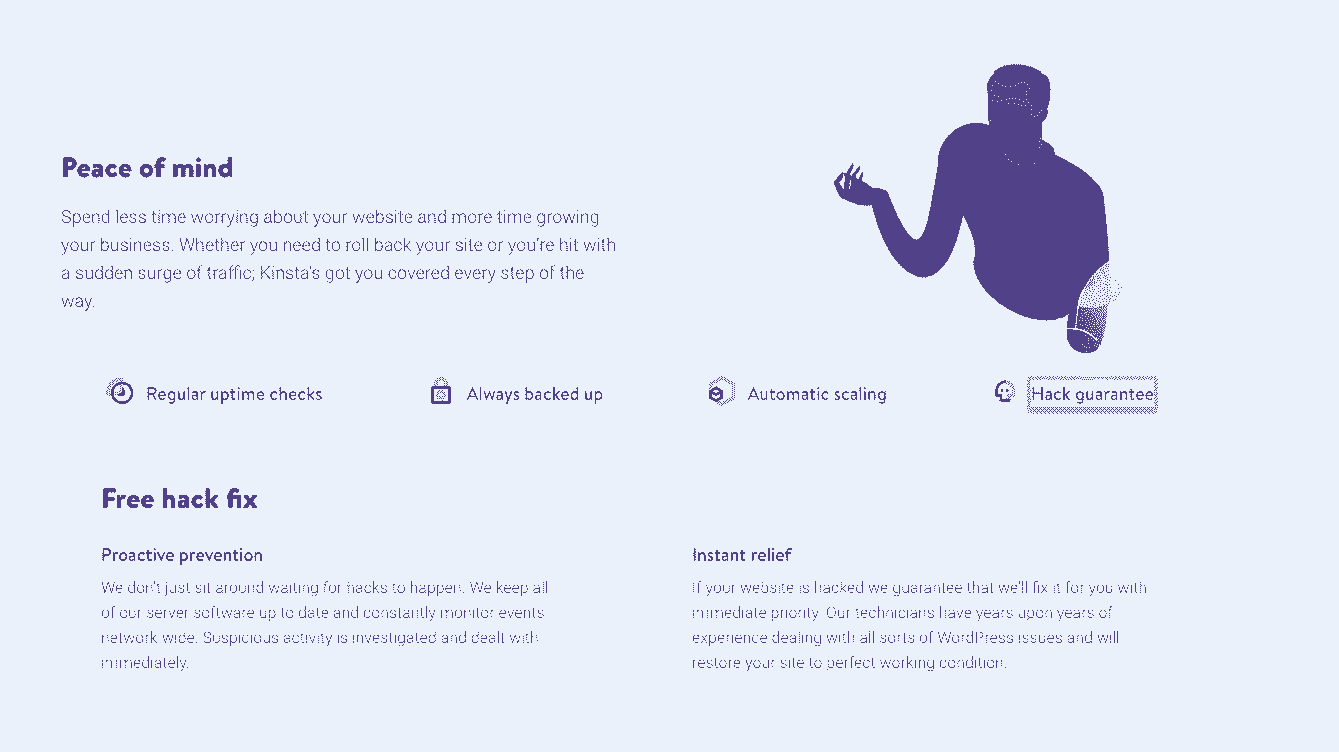 Peace of mind
Spend less time worrying about your website and more time growing
your business. Whether you need to roll back your site or you're hit with
a sudden surge of traffic; Kinsta's got you covered every step of the
way.
Regular uptime checks
Always backed up
Automatic scaling
Hack guarantee
Free hack fix
Proactive prevention
We don't just sit around waiting for hacks to happen. We keep all
of our server software up to date and constantly monitor events
network wide. Suspicious activity is investigated and dealt with
immediately.
Instant relief
If your website is hacked we guarantee that we'll fix it for you with
immediate priority. Our technicians have years upon years of
experience dealing with all sorts of WordPress issues and will
restore your site to perfect working condition.